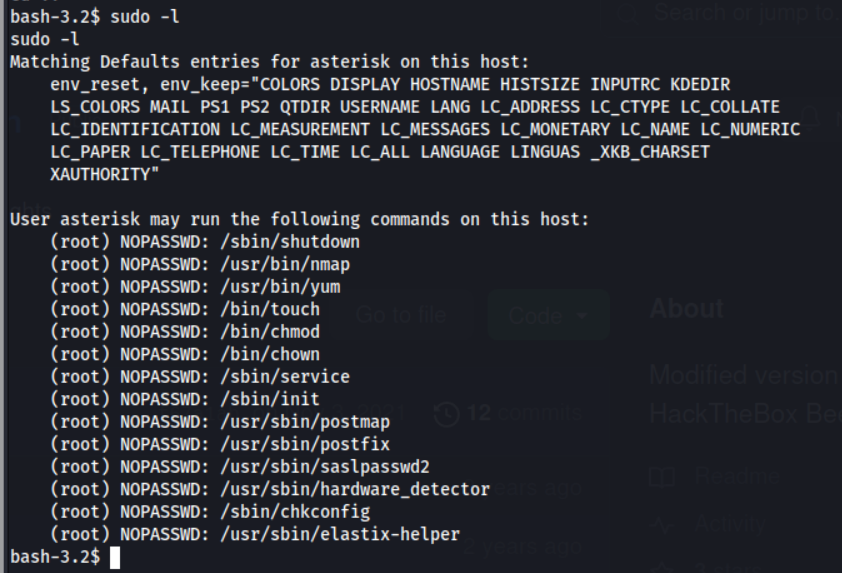 bash-3.2$ sudo -l
sudo -l
Matching Defaults entries for asterisk on this host:
    env_reset, env_keep="COLORS DISPLAY HOSTNAME HISTSIZE INPUTRC KDEDIR
    LS_COLORS MAIL PS1 PS2 QTDIR USERNAME LANG LC_ADDRESS LC_CTYPE LC_COLLATE
    LC_IDENTIFICATION LC_MEASUREMENT LC_MESSAGES LC_MONETARY LC_NAME LC_NUMERIC
    LC_PAPER LC_TELEPHONE LC_TIME LC_ALL LANGUAGE LINGUAS _XKB_CHARSET
    XAUTHORITY"
User asterisk may run the following commands on this host:
    (root) NOPASSWD: /sbin/shutdown
    (root) NOPASSWD: /usr/bin/nmap
    (root) NOPASSWD: /usr/bin/yum
    (root) NOPASSWD: /bin/touch
    (root) NOPASSWD: /bin/chmod
    (root) NOPASSWD: /bin/chown
    (root) NOPASSWD: /sbin/service
    (root) NOPASSWD: /sbin/init
    (root) NOPASSWD: /usr/sbin/postmap
    (root) NOPASSWD: /usr/sbin/postfix
    (root) NOPASSWD: /usr/sbin/saslpasswd2
    (root) NOPASSWD: /usr/sbin/hardware_detector
    (root) NOPASSWD: /sbin/chkconfig
    (root) NOPASSWD: /usr/sbin/elastix-helper
bash-3.2$
Search or jump to...
Go to file
Code
About
Modified version
HackTheBox
12 commits
Readme
years ago
Activity
2 years ago